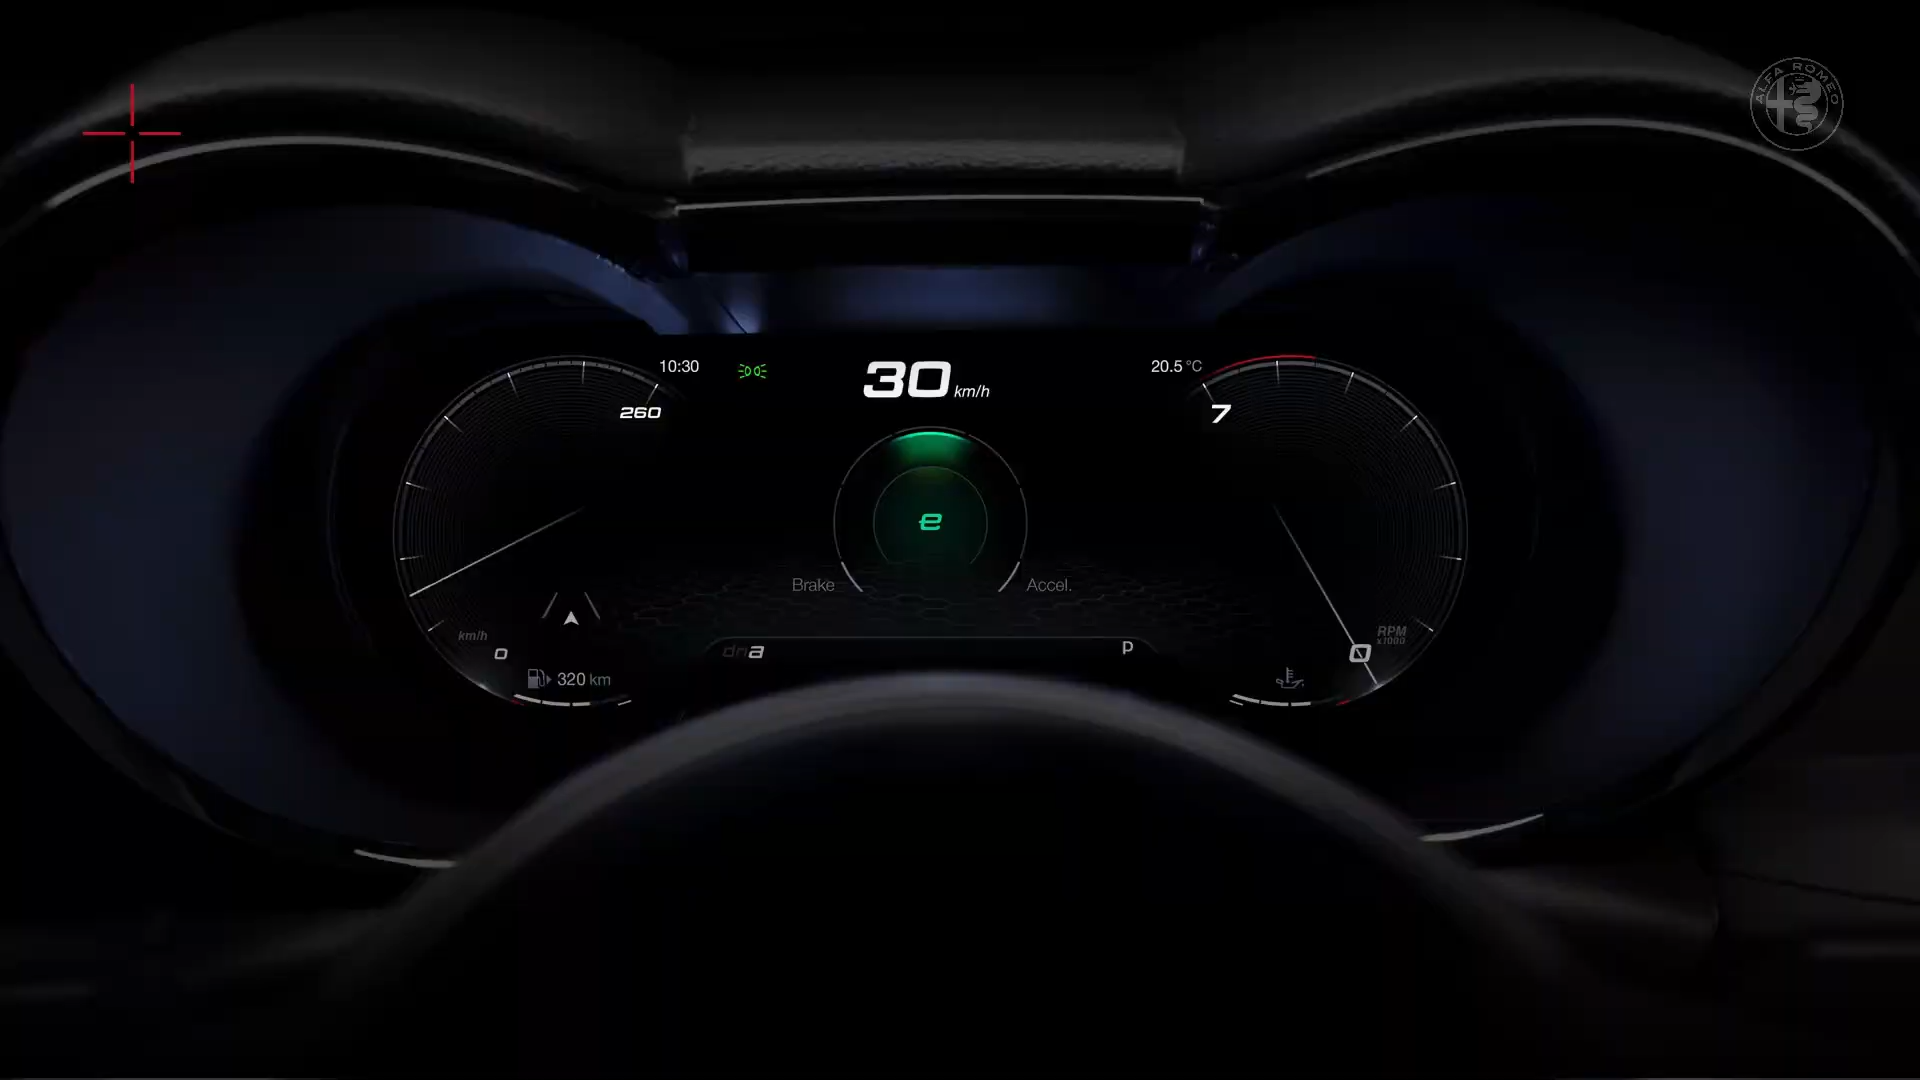 ALFA ROMEO
10:30
30 km/h
20.5 °C
260
7
e
Brake
Accel.
km/h
0
RPM
x1000
0
dna
P
320 km